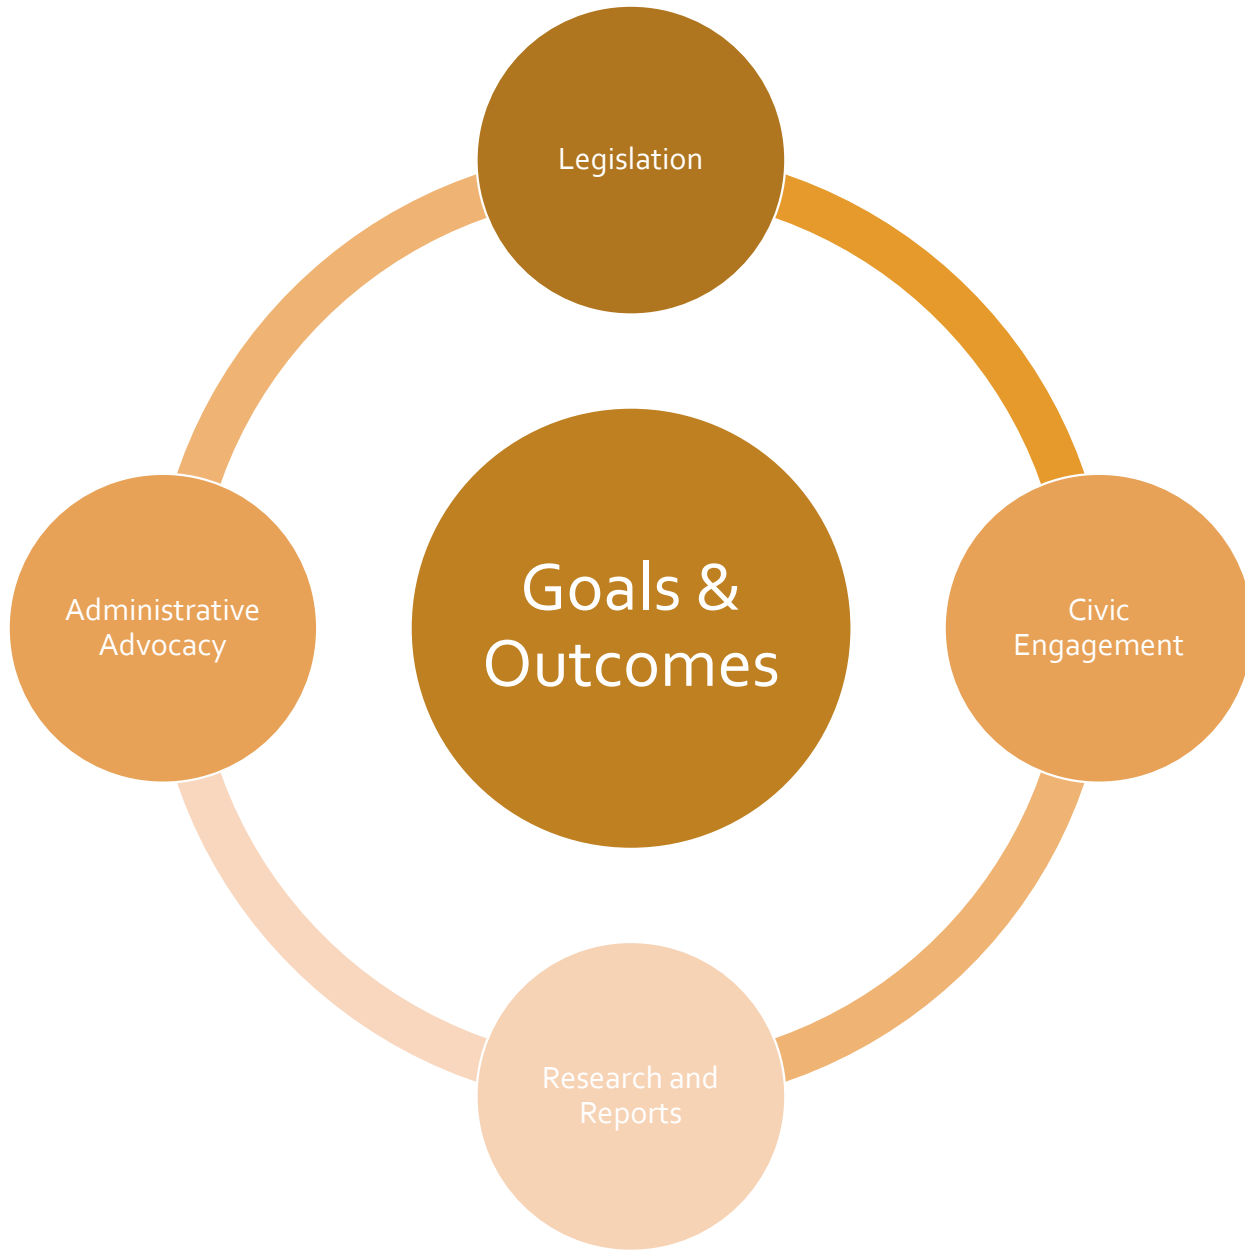 Legislation
Administrative
Advocacy
Goals &
Outcomes
Civic
Engagement
Research and
Reports